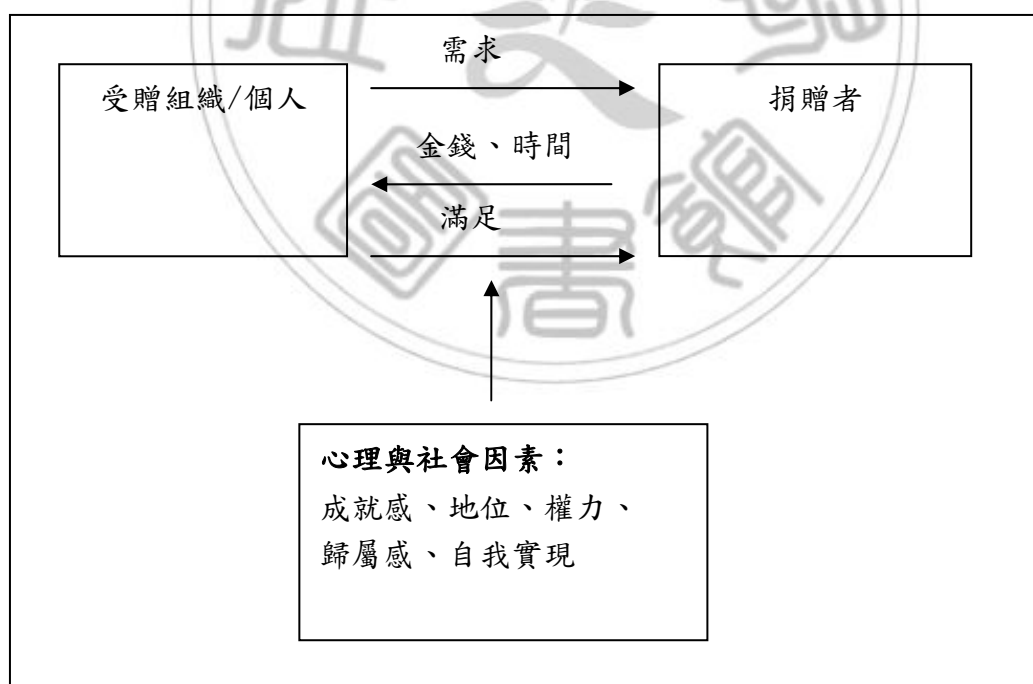 需求
受贈組織/個人
捐贈者
金錢、時間
滿足
心理與社會因素：
成就感、地位、權力、
歸屬感、自我實現